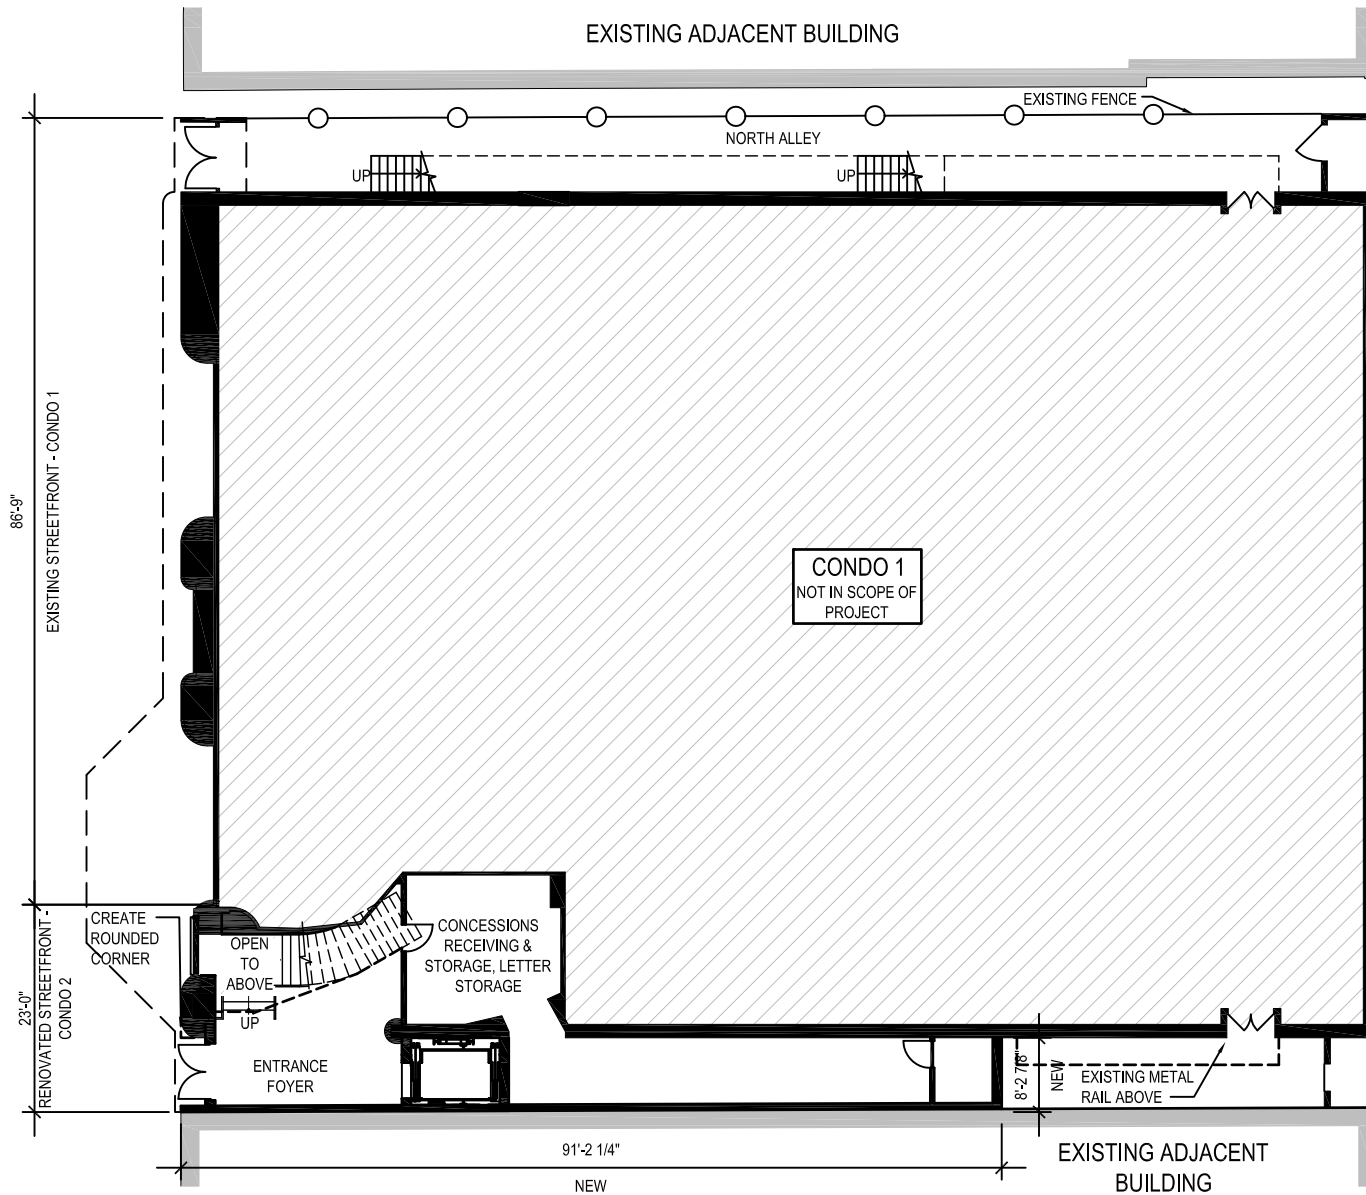 EXISTING ADJACENT BUILDING
EXISTING FENCE
NORTH ALLEY
UP
UP
86'-9"
EXISTING STREETFRONT - CONDO 1
CONDO 1
NOT IN SCOPE OF
PROJECT
23'-0"
RENOVATED STREETFRONT -
CONDO 2
CREATE
ROUNDED
CORNER
OPEN
TO
ABOVE
UP
CONCESSIONS
RECEIVING &
STORAGE, LETTER
STORAGE
ENTRANCE
FOYER
8'-2 7/8"
NEW
EXISTING METAL
RAIL ABOVE
91'-2 1/4"
NEW
EXISTING ADJACENT
BUILDING